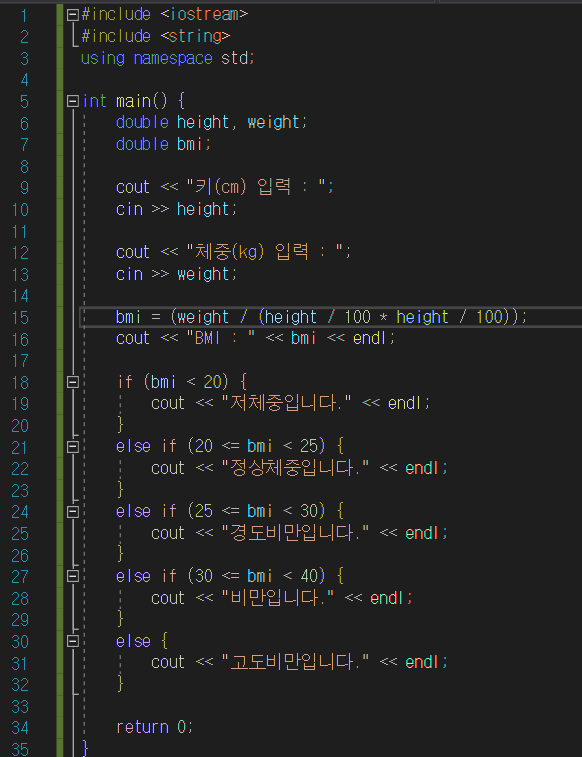 1 #include <iostream>
2 #include <string>
3 using namespace std;
4
5 int main() {
6 double height, weight;
7 double bmi;
8
9 cout << "키(cm) 입력 : ";
10 cin >> height;
11
12 cout << "체중(kg) 입력 : ";
13 cin >> weight;
14
15 bmi = (weight / (height / 100 * height / 100));
16 cout << "BMI : " << bmi << endl;
17
18 if (bmi < 20) {
19 cout << "저체중입니다." << endl;
20 }
21 else if (20 <= bmi < 25) {
22 cout << "정상체중입니다." << endl;
23 }
24 else if (25 <= bmi < 30) {
25 cout << "경도비만입니다." << endl;
26 }
27 else if (30 <= bmi < 40) {
28 cout << "비만입니다." << endl;
29 }
30 else {
31 cout << "고도비만입니다." << endl;
32 }
33
34 return 0;
35 }